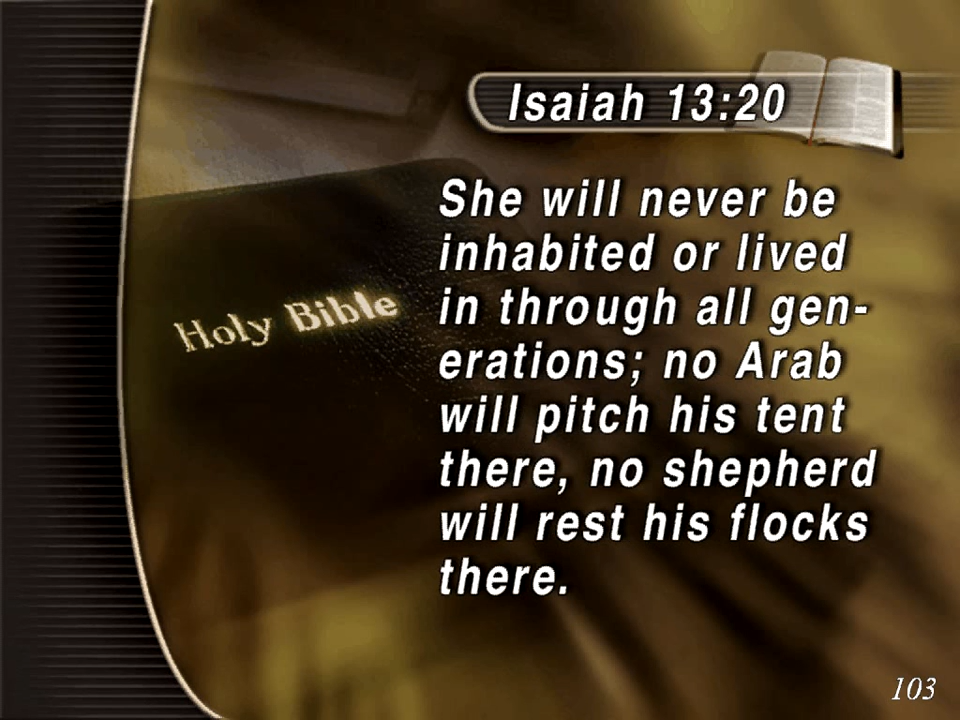 Isaiah 13:20
She will never be
inhabited or lived
in through all gen-
erations; no Arab
will pitch his tent
there, no shepherd
will rest his flocks
there.
Holy Bible
103